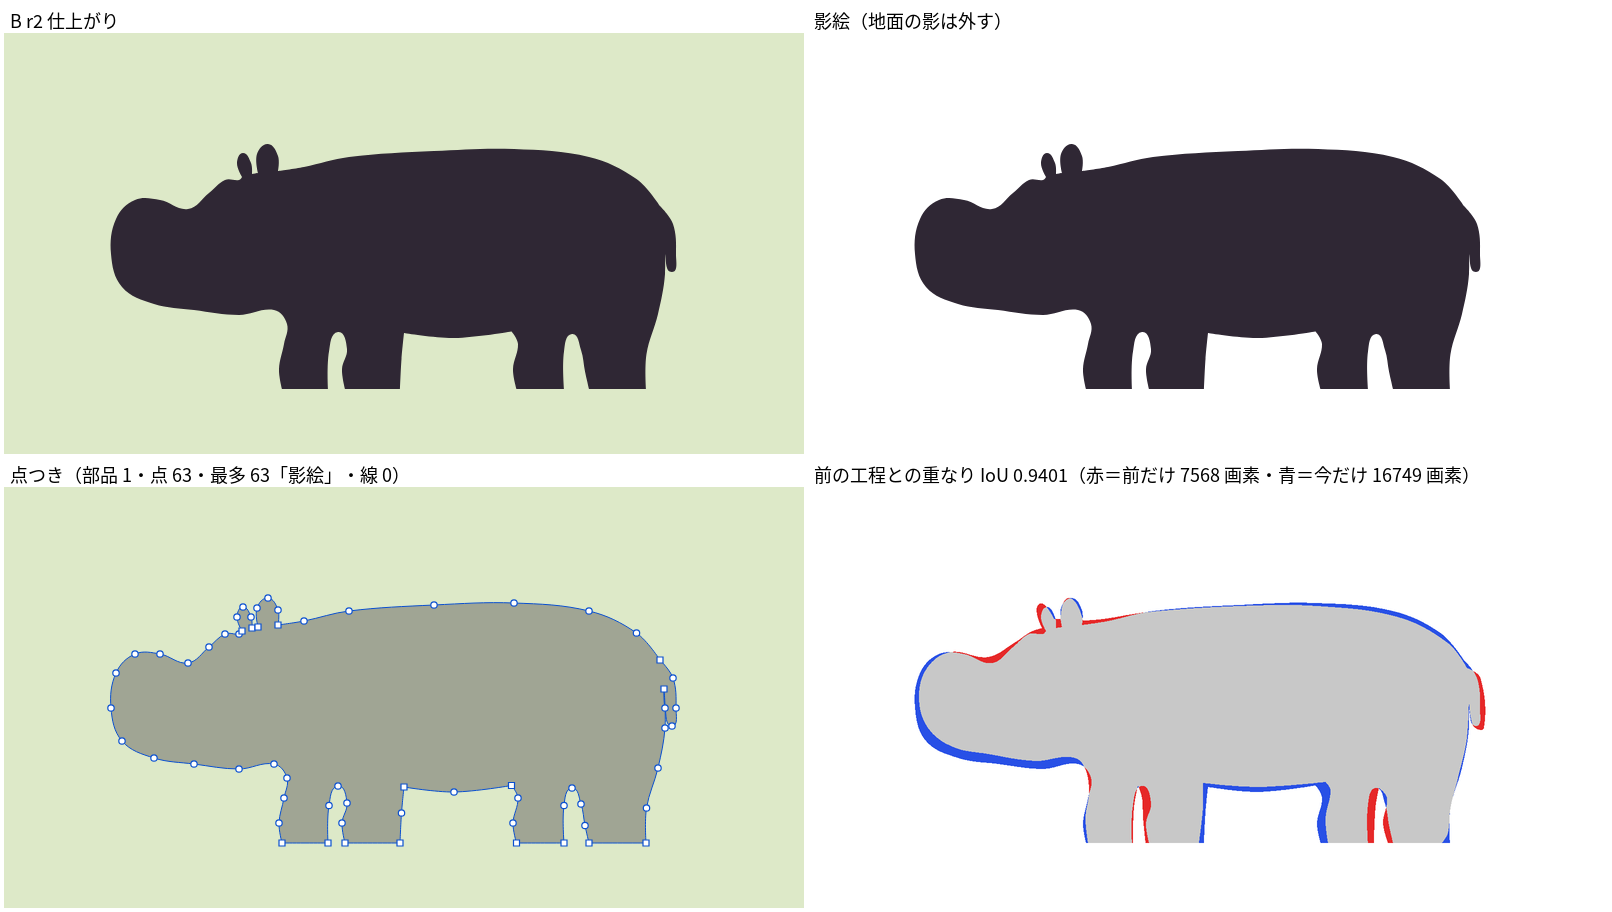 B r2 仕上がり
影絵（地面の影は外す）
点つき（部品 1・点 63・最多 63「影絵」・線 0）
前の工程との重なり IoU 0.9401（赤＝前だけ 7568 画素・青＝今だけ 16749 画素）